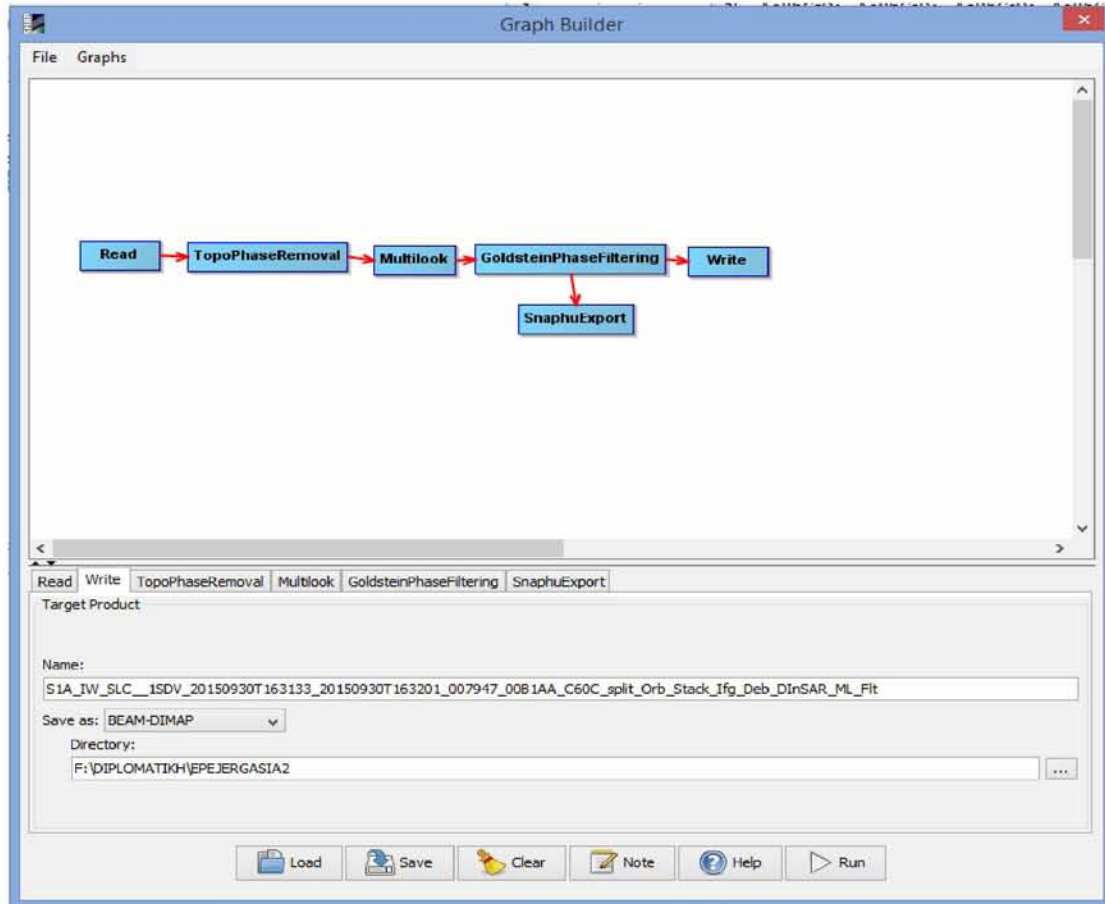 Graph Builder
File Graphs
Read TopoPhaseRemoval Multilook GoldsteinPhaseFiltering Write
SnaphuExport
Read Write TopoPhaseRemoval Multilook GoldsteinPhaseFiltering SnaphuExport
Target Product
Name:
S1A_IW_SLC__1SDV_20150930T163133_20150930T163201_007947_00B1AA_C60C_split_Orb_Stack_Ifg_Deb_DInSAR_ML_Flt
Save as: BEAM-DIMAP
Directory:
F:\DIPLOMATIKH\EPEJERGASIA2
...
Load Save Clear Note Help Run